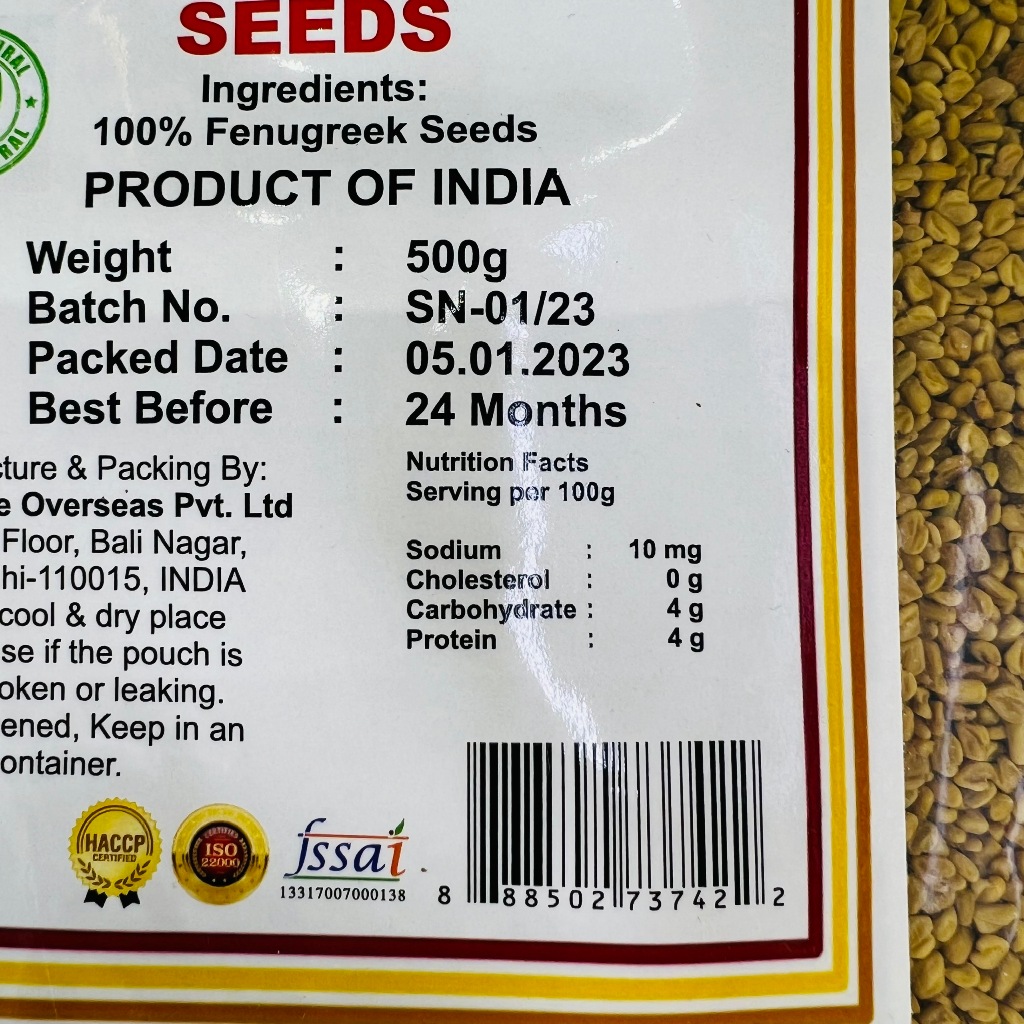 SEEDS
Ingredients:
100% Fenugreek Seeds
PRODUCT OF INDIA
Weight : 500g
Batch No. : SN-01/23
Packed Date : 05.01.2023
Best Before : 24 Months
cture & Packing By:
e Overseas Pvt. Ltd
Floor, Bali Nagar,
hi-110015, INDIA
cool & dry place
se if the pouch is
oken or leaking.
ened, Keep in an
ontainer.
Nutrition Facts
Serving per 100g
Sodium : 10 mg
Cholesterol : 0 g
Carbohydrate : 4 g
Protein : 4 g
HACCP
CERTIFIED
ISO
22000
fssai
13317007000138
8 88502 73742 2